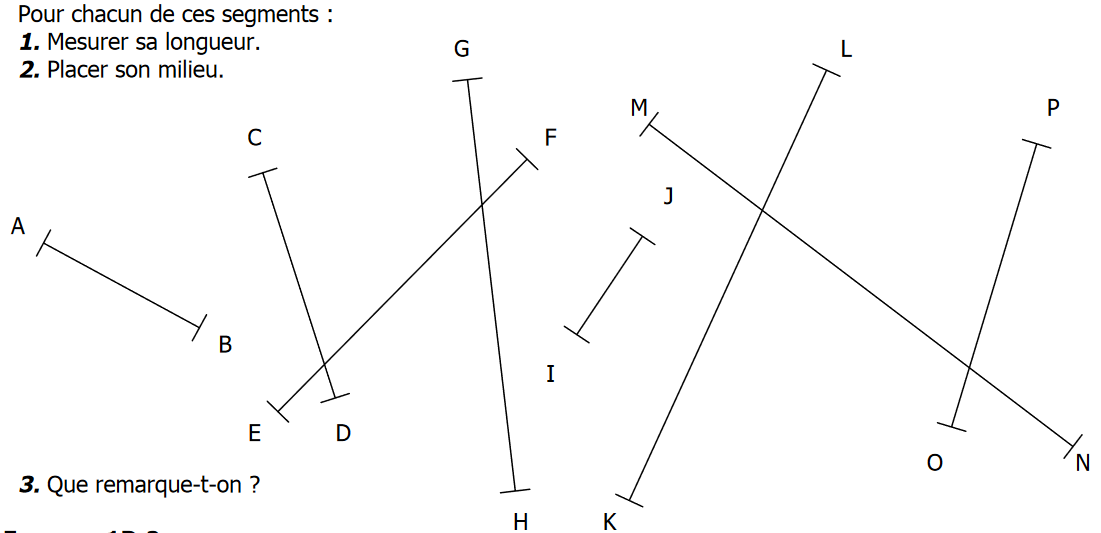 Pour chacun de ces segments :
1. Mesurer sa longueur.
2. Placer son milieu.
G
L
M
P
C
F
J
A
B
I
E
D
O
N
3. Que remarque-t-on ?
H
K